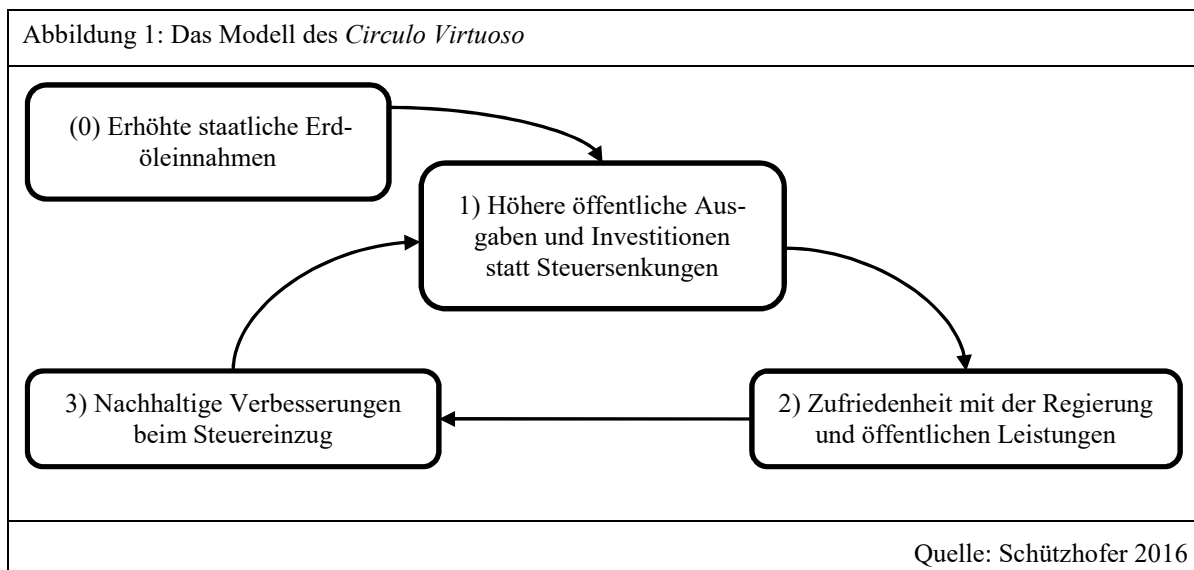 Abbildung 1: Das Modell des Circulo Virtuoso
(0) Erhöhte staatliche Erd-
öleinnahmen
1) Höhere öffentliche Aus-
gaben und Investitionen
statt Steuersenkungen
3) Nachhaltige Verbesserungen
beim Steuereinzug
2) Zufriedenheit mit der Regierung
und öffentlichen Leistungen
Quelle: Schützhofer 2016